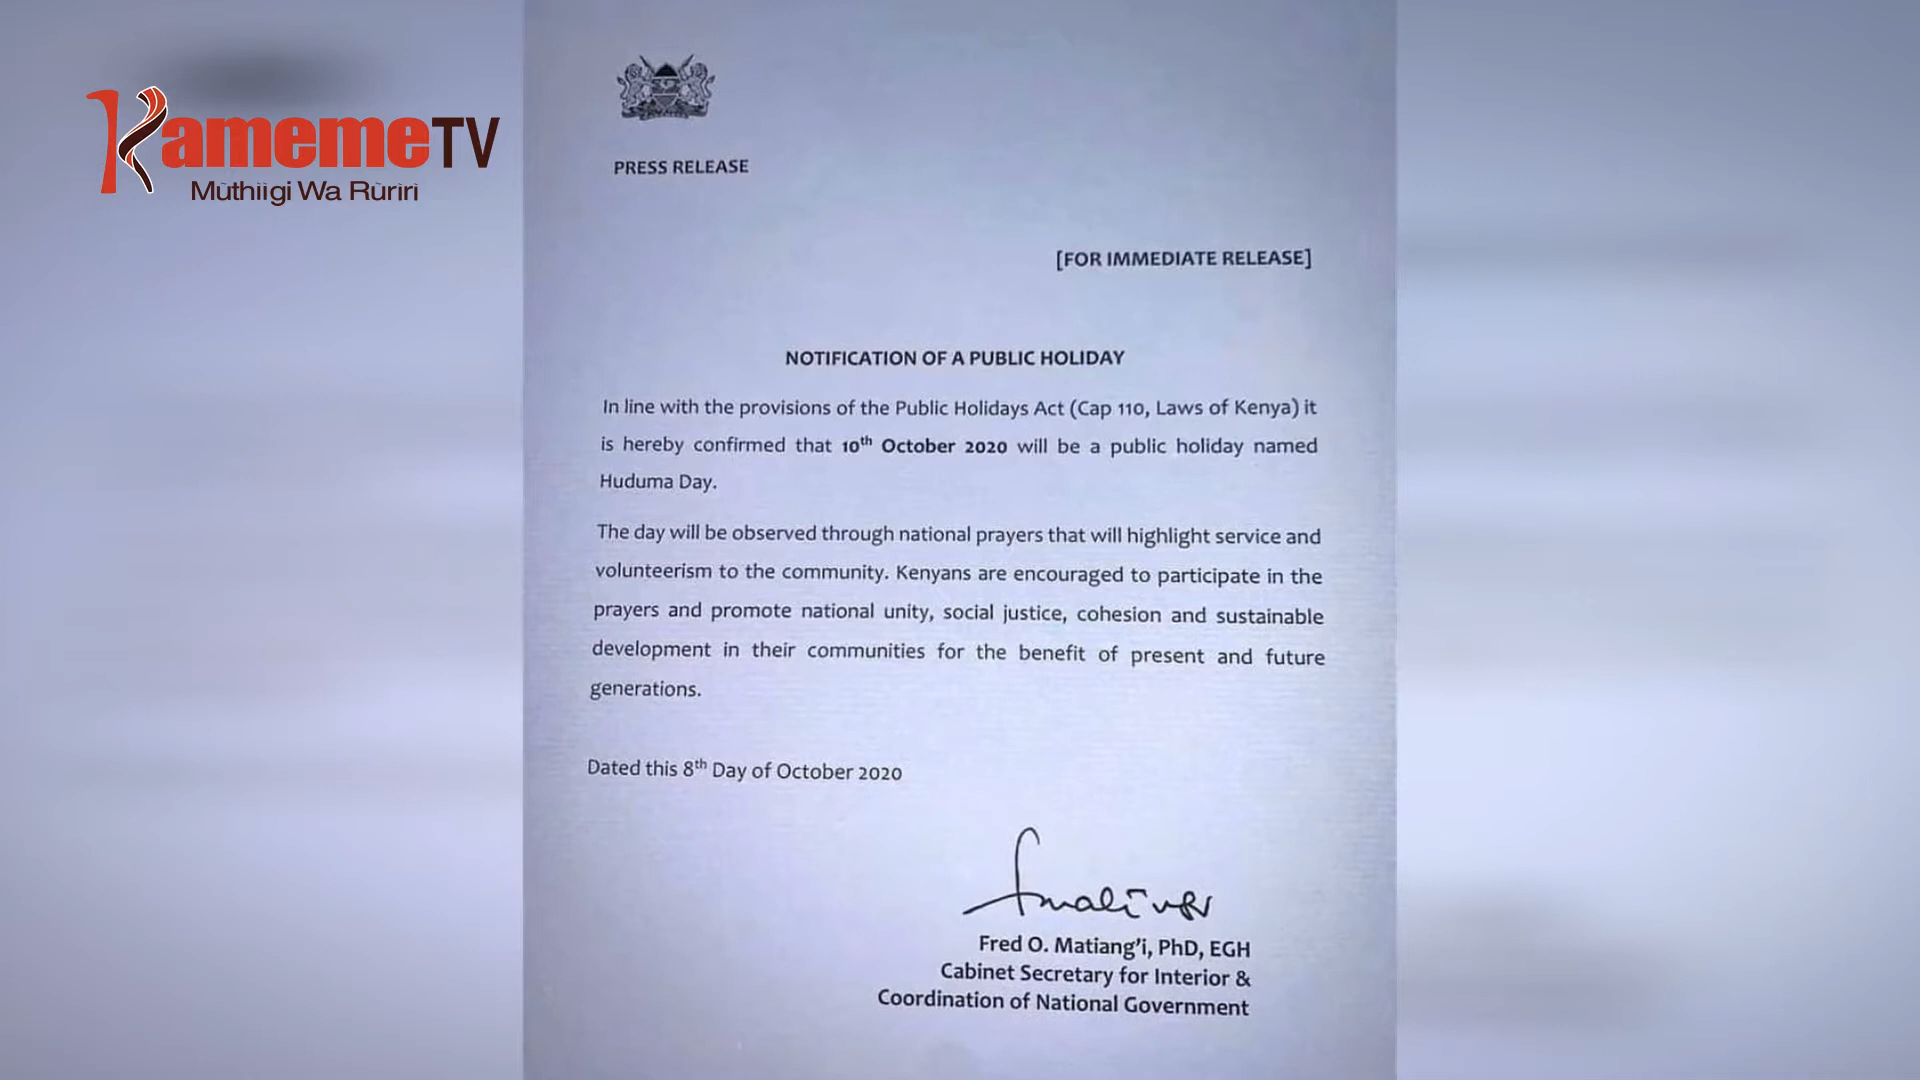 KamemeTV
Mũthiigi Wa Rũrĩrĩ
PRESS RELEASE
[FOR IMMEDIATE RELEASE]
NOTIFICATION OF A PUBLIC HOLIDAY
In line with the provisions of the Public Holidays Act (Cap 110, Laws of Kenya) it
is hereby confirmed that 10th October 2020 will be a public holiday named
Huduma Day.
The day will be observed through national prayers that will highlight service and
volunteerism to the community. Kenyans are encouraged to participate in the
prayers and promote national unity, social justice, cohesion and sustainable
development in their communities for the benefit of present and future
generations.
Dated this 8th Day of October 2020
Fred O. Matiang'i, PhD, EGH
Cabinet Secretary for Interior &
Coordination of National Government